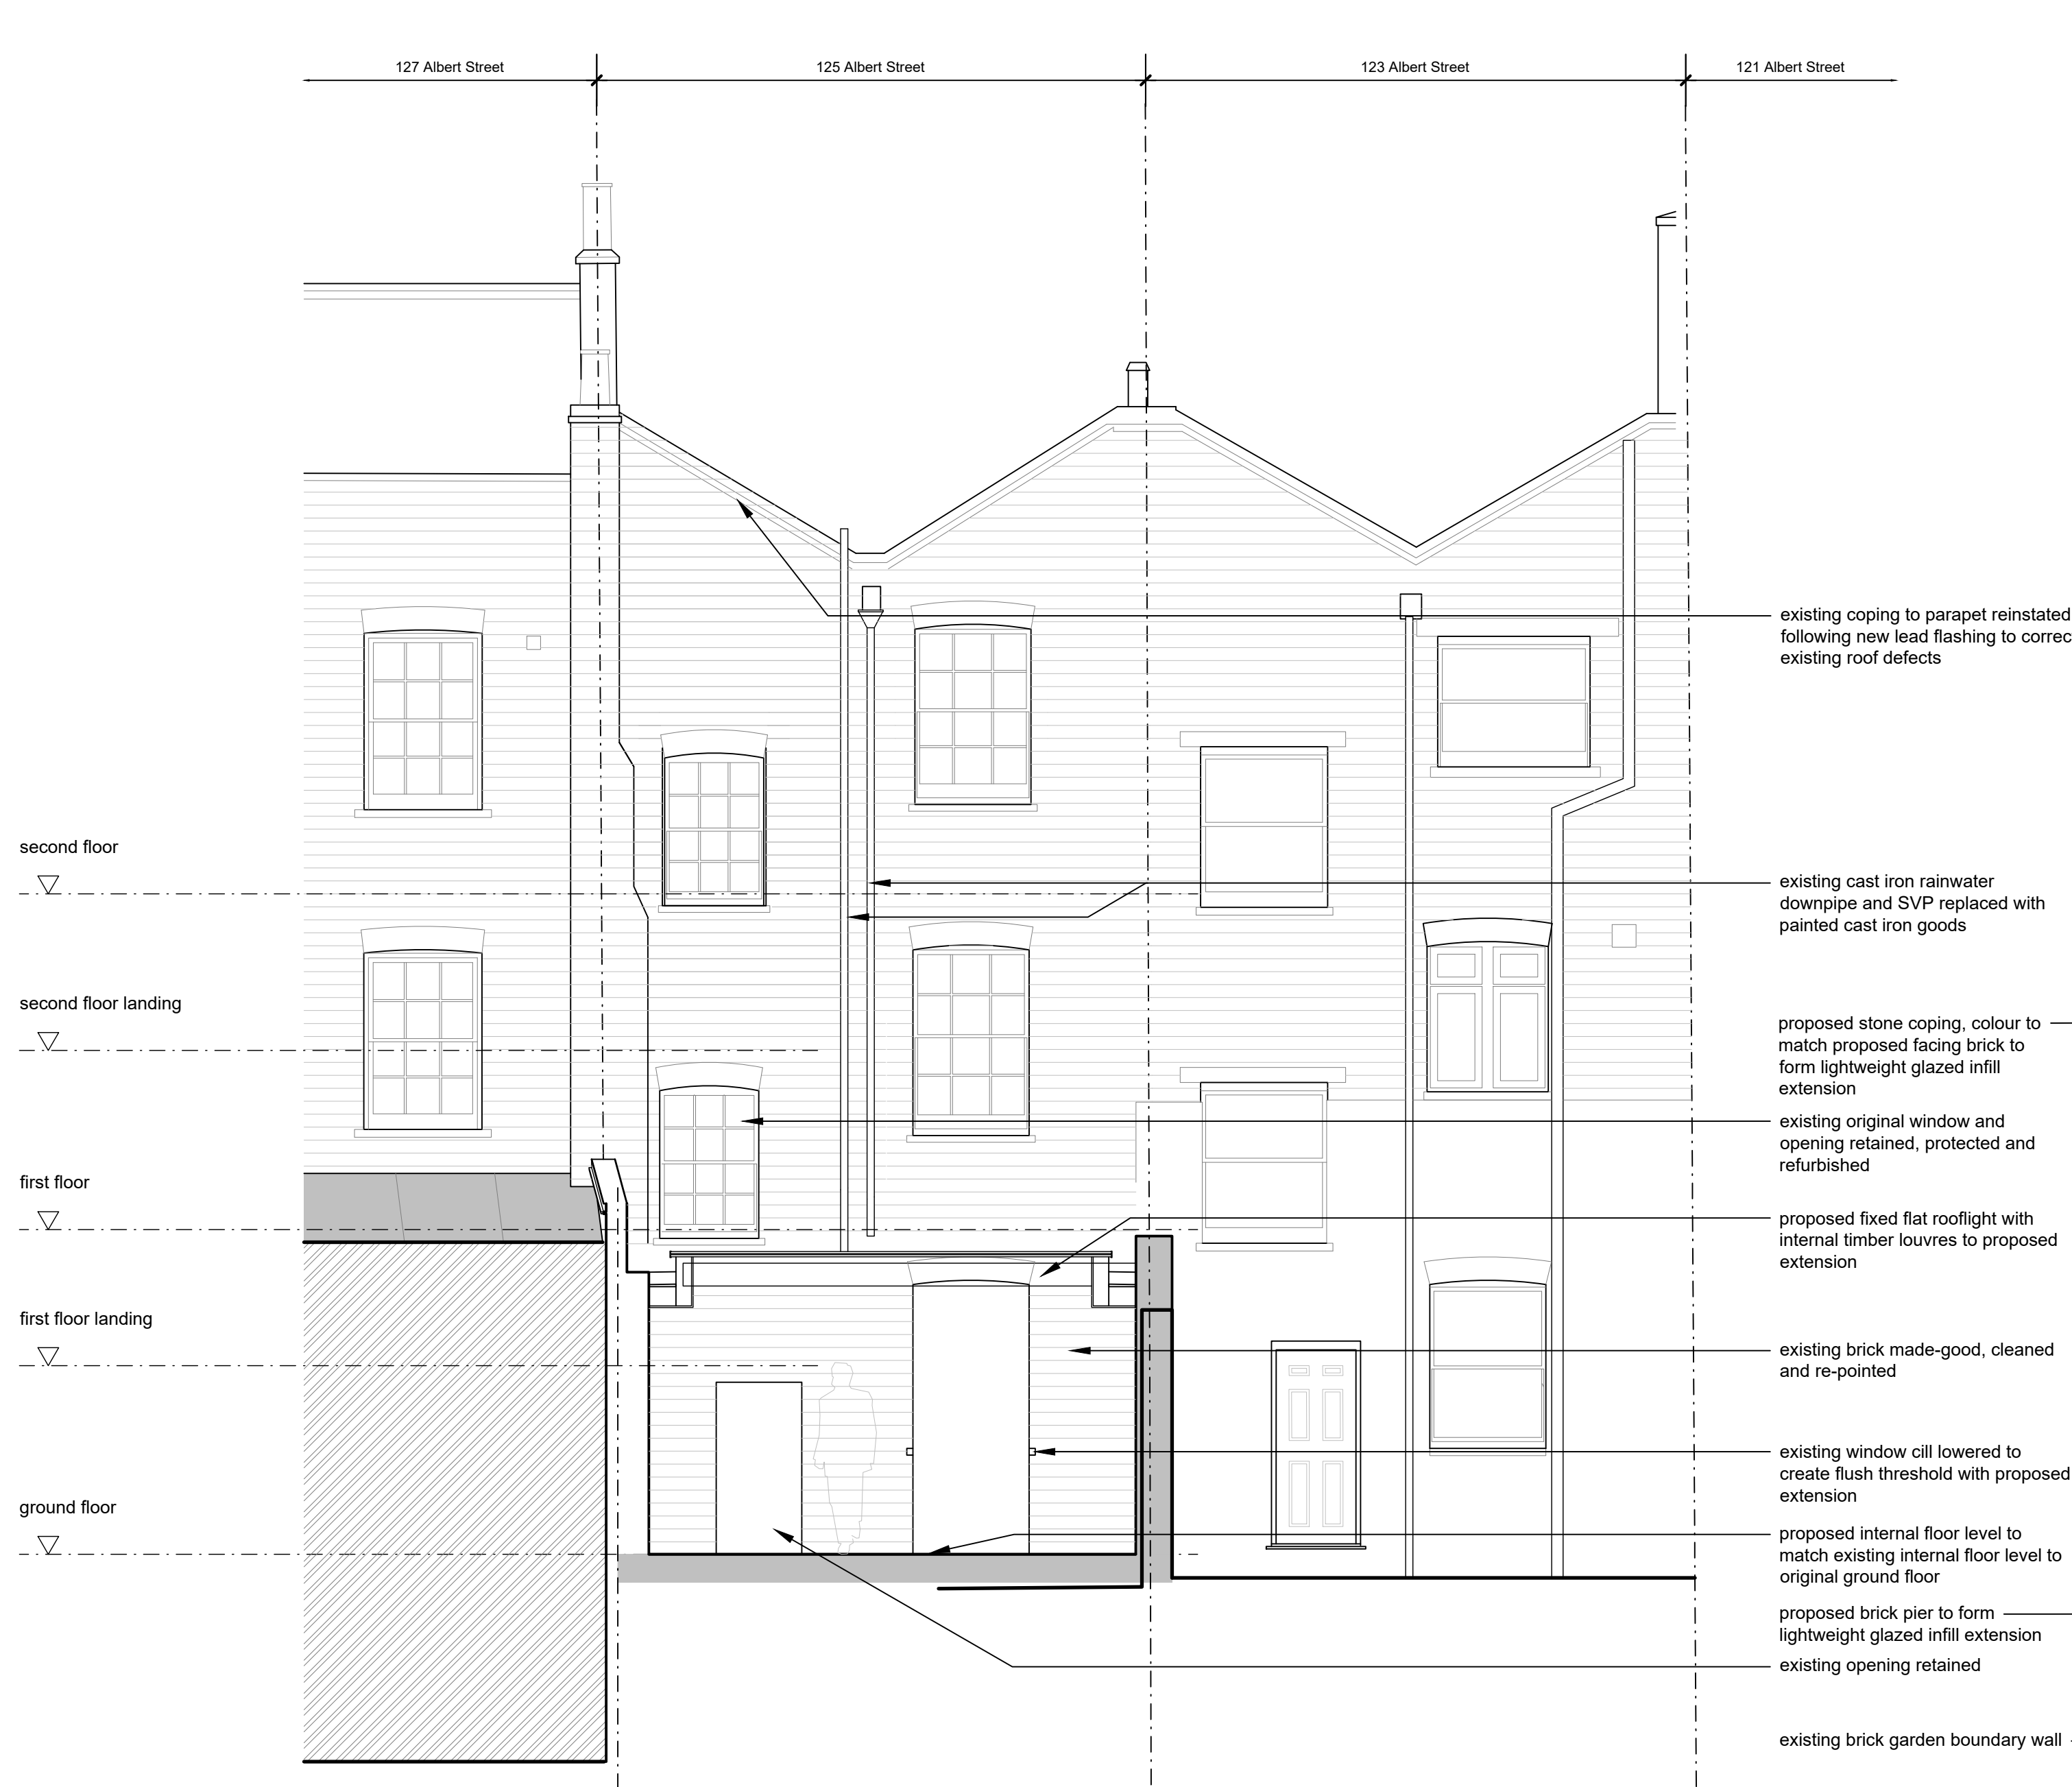 127 Albert Street
125 Albert Street
123 Albert Street
121 Albert Street
existing coping to parapet reinstated
following new lead flashing to correc
existing roof defects
second floor
existing cast iron rainwater
downpipe and SVP replaced with
painted cast iron goods
second floor landing
proposed stone coping, colour to
match proposed facing brick to
form lightweight glazed infill
extension
existing original window and
opening retained, protected and
refurbished
first floor
proposed fixed flat rooflight with
internal timber louvres to proposed
extension
first floor landing
existing brick made-good, cleaned
and re-pointed
existing window cill lowered to
create flush threshold with proposed
extension
ground floor
proposed internal floor level to
match existing internal floor level to
original ground floor
proposed brick pier to form
lightweight glazed infill extension
existing opening retained
existing brick garden boundary wall